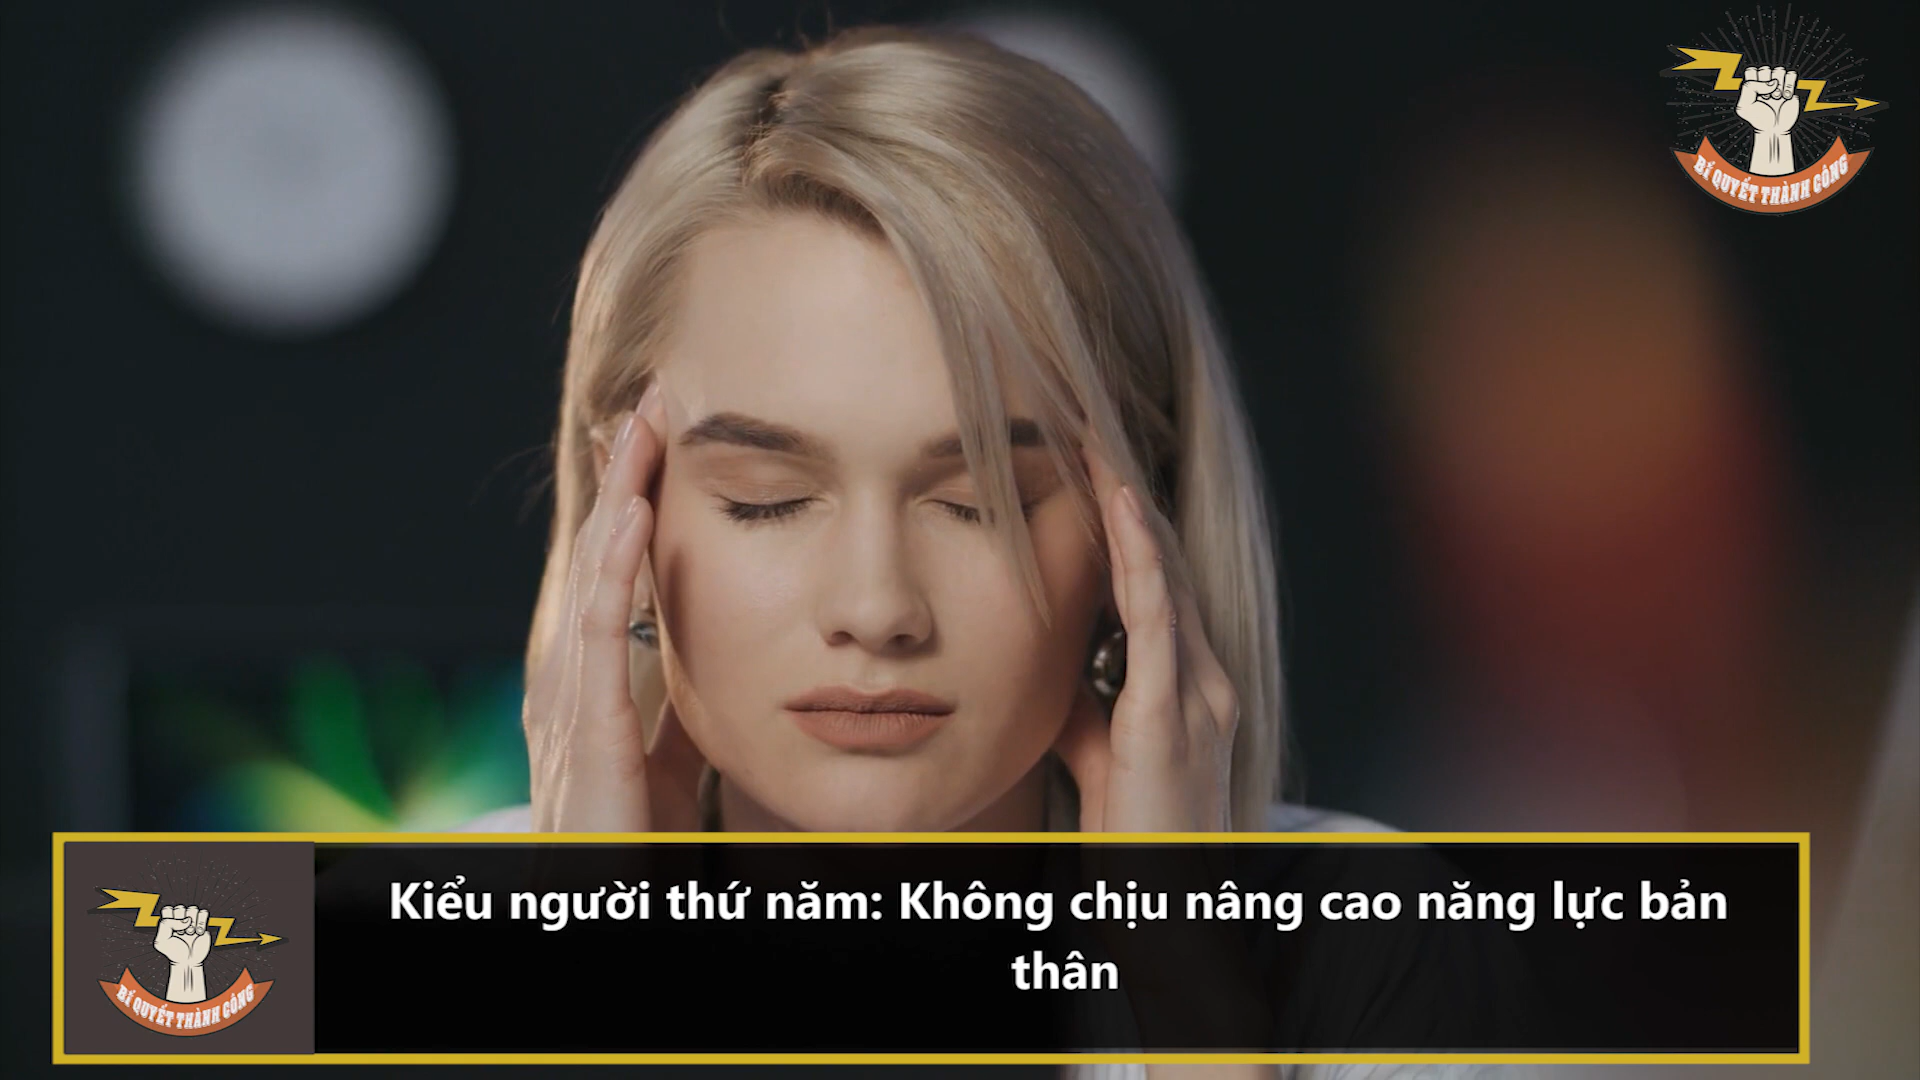 BÍ QUYẾT THÀNH CÔNG
Kiểu người thứ năm: Không chịu nâng cao năng lực bản
thân
BÍ QUYẾT THÀNH CÔNG